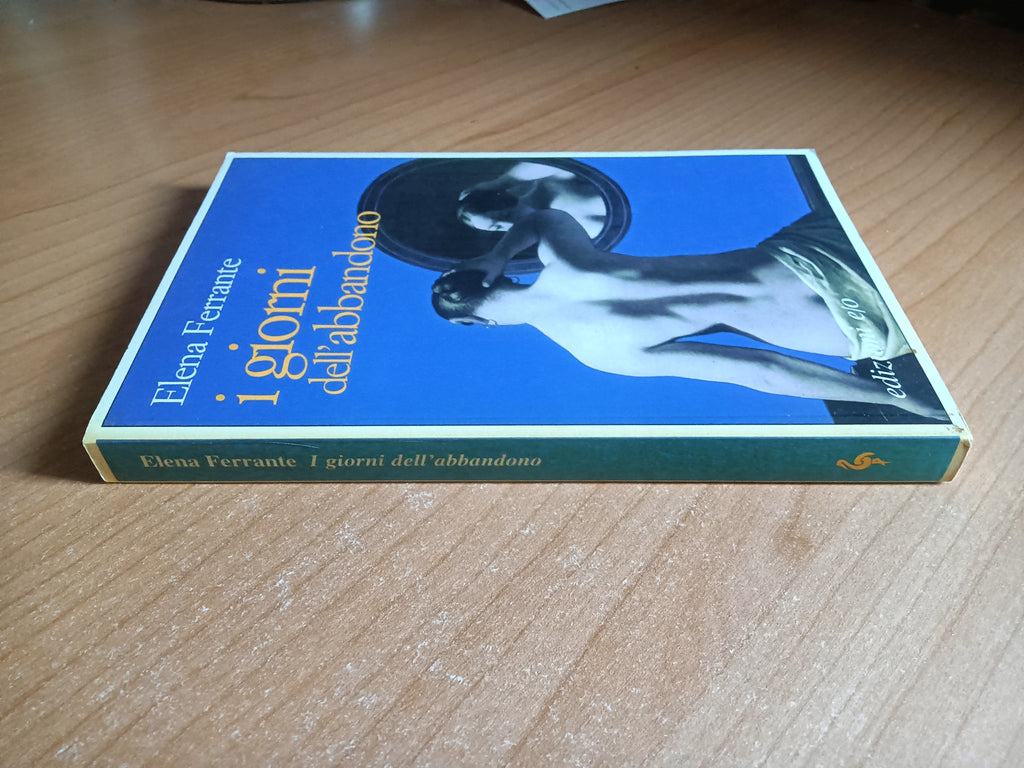 Elena Ferrante
i giorni
dell'abbandono
edizioni e/o
Elena Ferrante I giorni dell'abbandono